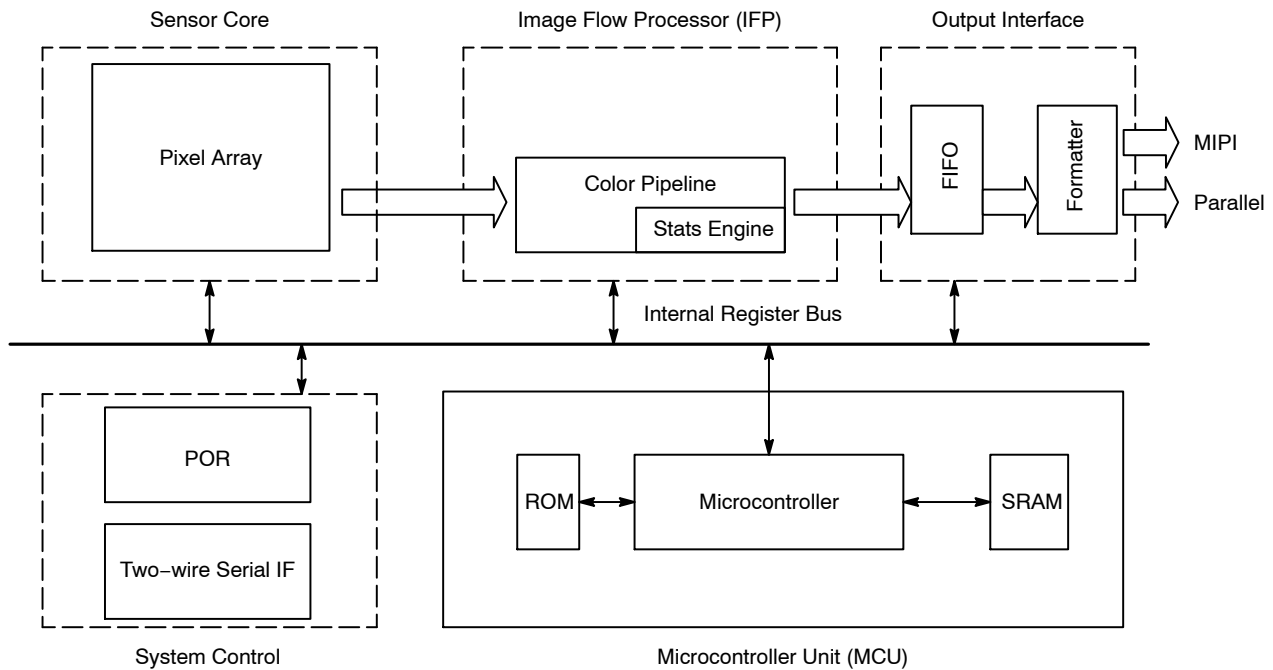 Sensor Core
Image Flow Processor (IFP)
Output Interface
Pixel Array
Color Pipeline
Stats Engine
FIFO
Formatter
MIPI
Parallel
Internal Register Bus
POR
Two−wire Serial IF
System Control
ROM
Microcontroller
SRAM
Microcontroller Unit (MCU)